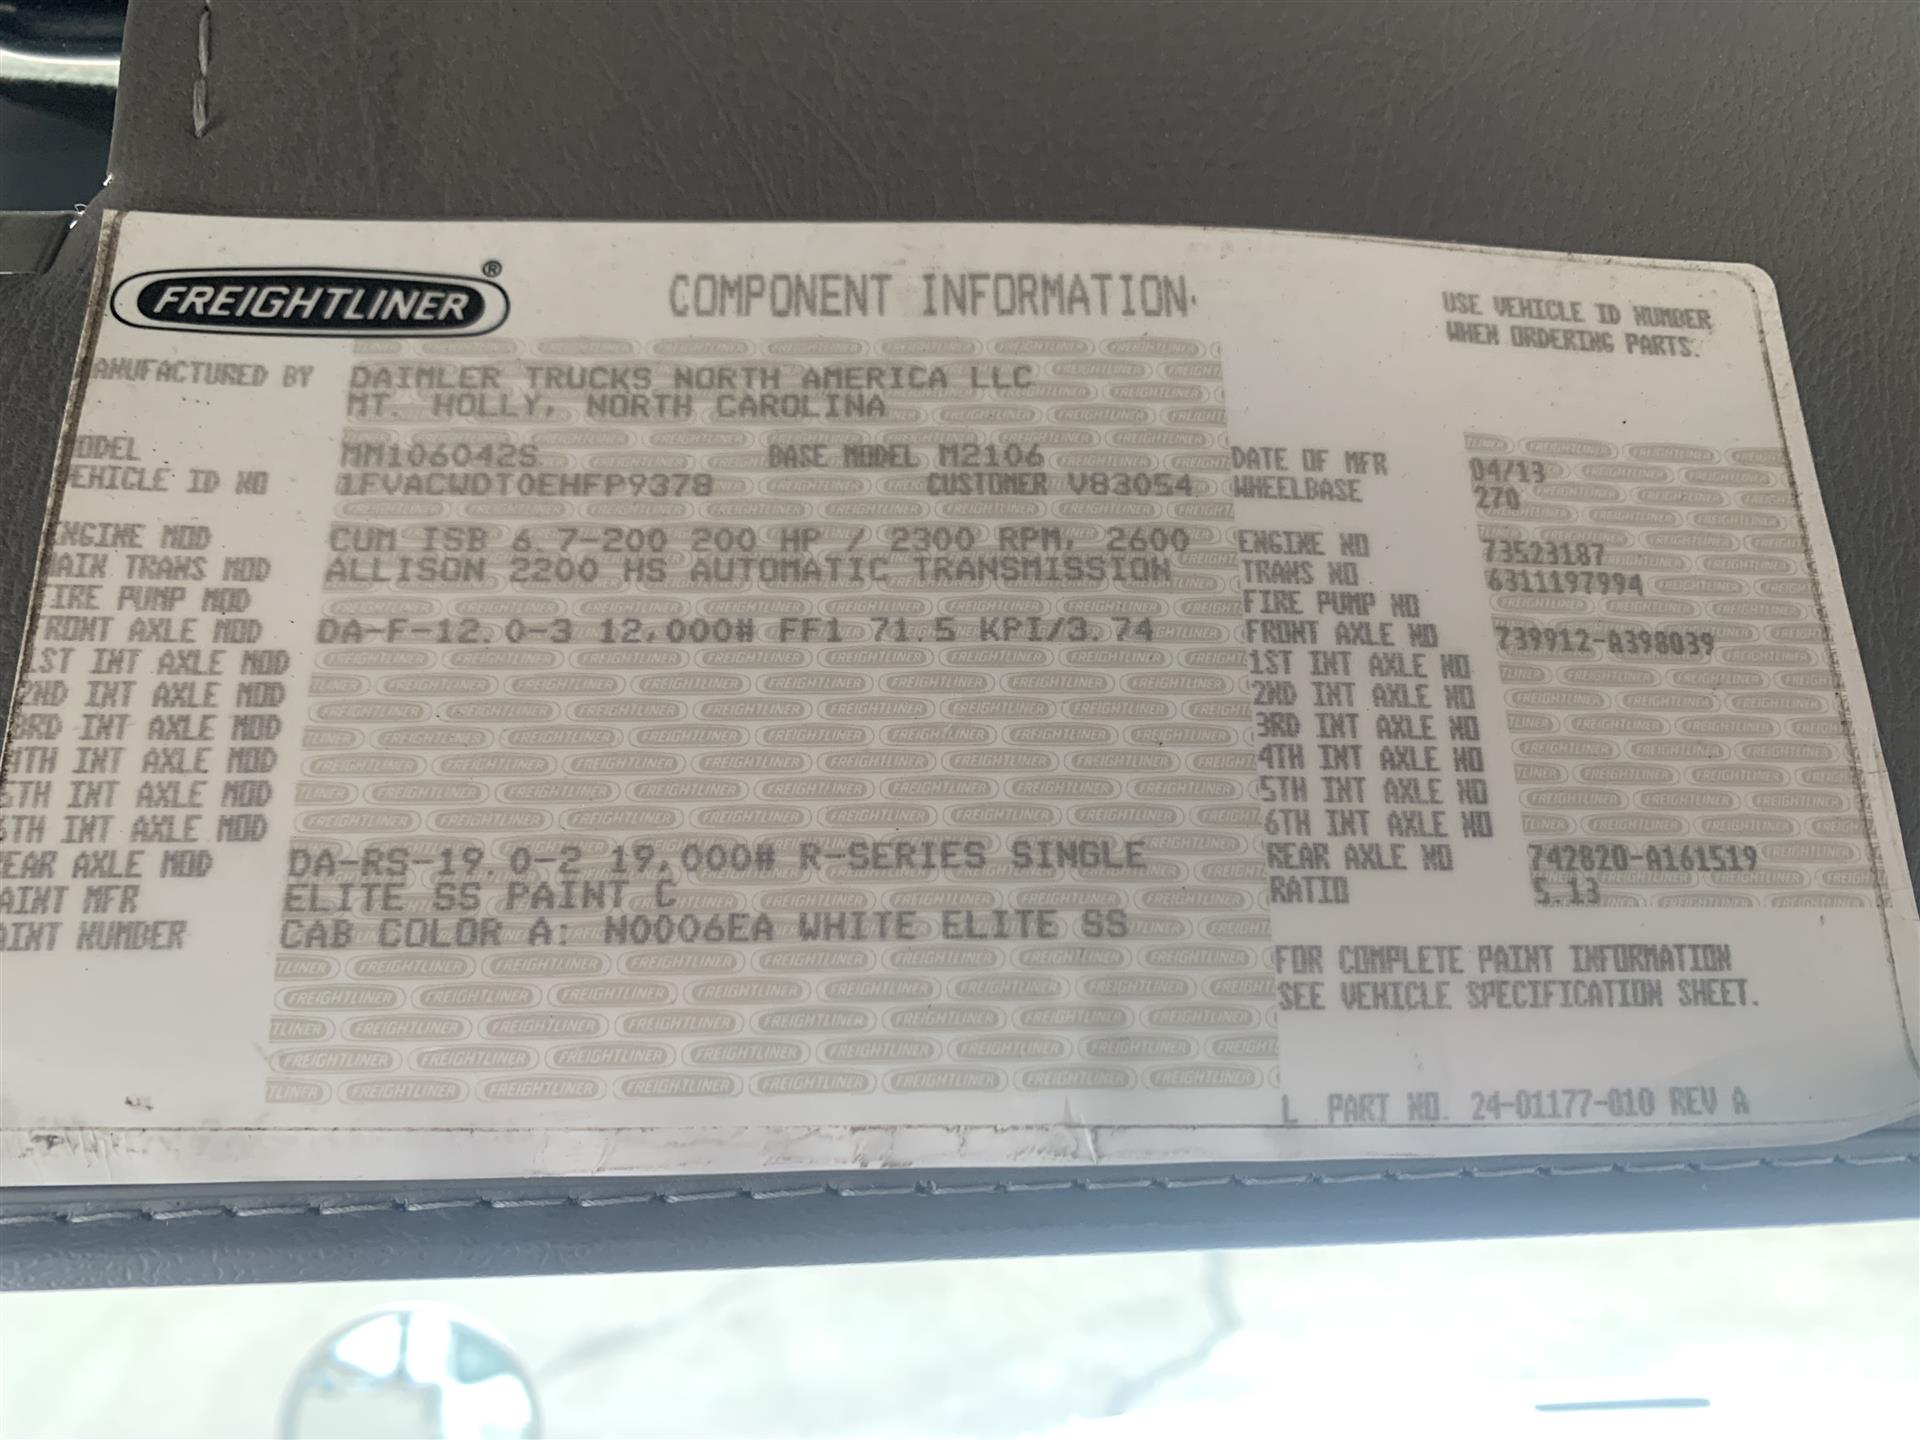 FREIGHTLINER ®
COMPONENT INFORMATION
USE VEHICLE ID NUMBER
WHEN ORDERING PARTS.
MANUFACTURED BY DAIMLER TRUCKS NORTH AMERICA LLC
MT. HOLLY, NORTH CAROLINA
MODEL MM106042S BASE MODEL M2106 DATE OF MFR 04/13
VEHICLE ID NO 1FVACWDT0EHFP9378 CUSTOMER V83054 WHEELBASE 270
ENGINE MOD CUM ISB 6.7-200 200 HP / 2300 RPM, 2600 ENGINE NO 73523187
MAIN TRANS MOD ALLISON 2200 HS AUTOMATIC TRANSMISSION TRANS NO 6311197994
FIRE PUMP MOD FIRE PUMP NO
FRONT AXLE MOD DA-F-12.0-3 12,000# FF1 71.5 KPI/3.74 FRONT AXLE NO 739912-A398039
1ST INT AXLE MOD 1ST INT AXLE NO
2ND INT AXLE MOD 2ND INT AXLE NO
3RD INT AXLE MOD 3RD INT AXLE NO
4TH INT AXLE MOD 4TH INT AXLE NO
5TH INT AXLE MOD 5TH INT AXLE NO
6TH INT AXLE MOD 6TH INT AXLE NO
REAR AXLE MOD DA-RS-19.0-2 19,000# R-SERIES SINGLE REAR AXLE NO 742820-A161519
PAINT MFR ELITE SS PAINT C RATIO 5.13
PAINT NUMBER CAB COLOR A: N0006EA WHITE ELITE SS
FOR COMPLETE PAINT INFORMATION
SEE VEHICLE SPECIFICATION SHEET.
L PART NO. 24-01177-010 REV A